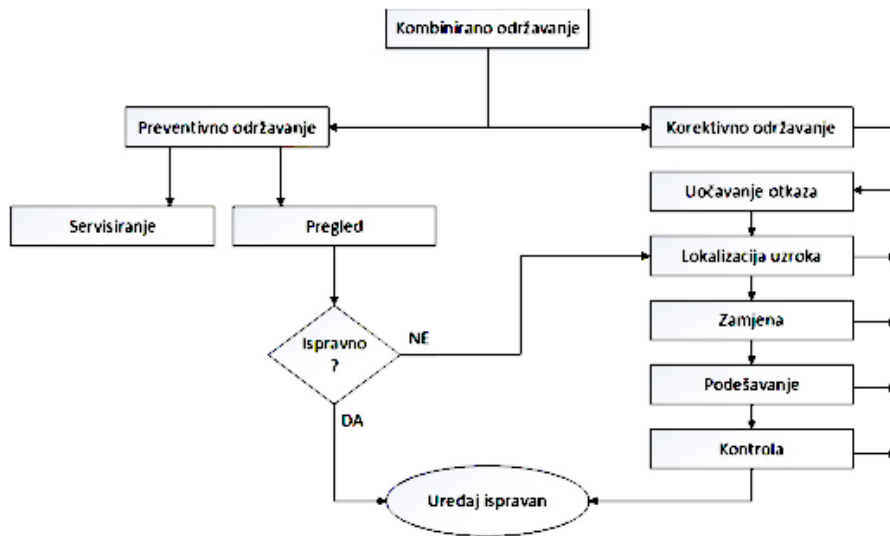 Kombinirano održavanje
Preventivno održavanje
Korektivno održavanje
Uočavanje otkaza
Servisiranje
Pregled
Lokalizacija uzroka
Zamjena
Ispravno
?
NE
Podešavanje
DA
Kontrola
Uređaj ispravan